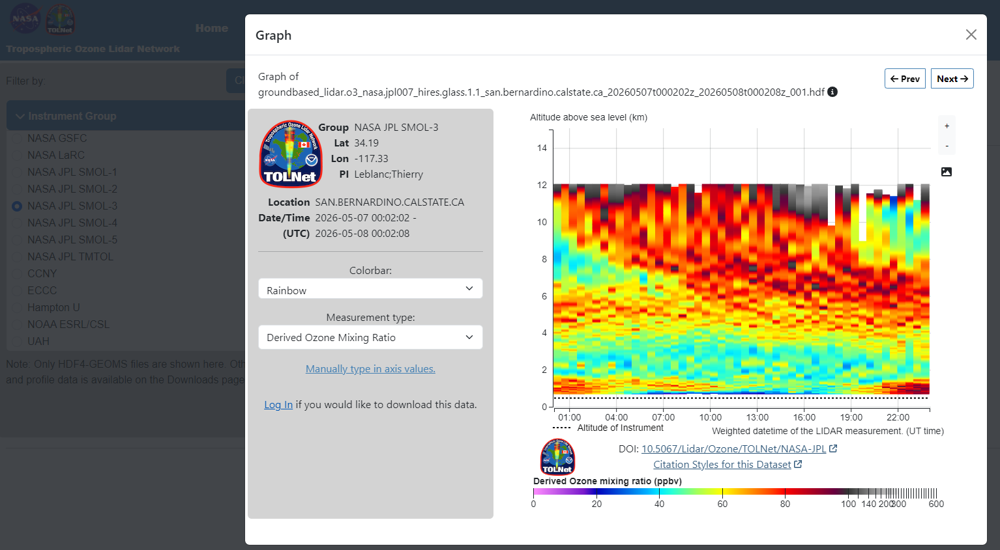 NASA
TOLNet
Home
Tropospheric Ozone Lidar Network
Filter by:
Cl
Instrument Group
NASA GSFC
NASA LaRC
NASA JPL SMOL-1
NASA JPL SMOL-2
NASA JPL SMOL-3
NASA JPL SMOL-4
NASA JPL SMOL-5
NASA JPL TMTOL
CCNY
ECCC
Hampton U
NOAA ESRL/CSL
UAH
Note: Only HDF4-GEOMS files are shown here. Oth
and profile data is available on the Downloads page
Graph
Graph of
groundbased_lidar.o3_nasa.jpl007_hires.glass.1.1_san.bernardino.calstate.ca_20260507t000202z_20260508t000208z_001.hdf
← Prev
Next →
Tropospheric Ozone Lidar Network
NASA
TOLNet
Group NASA JPL SMOL-3
Lat 34.19
Lon -117.33
PI Leblanc;Thierry
Location SAN.BERNARDINO.CALSTATE.CA
Date/Time 2026-05-07 00:02:02 -
(UTC) 2026-05-08 00:02:08
Colorbar:
Rainbow
Measurement type:
Derived Ozone Mixing Ratio
Manually type in axis values.
Log In if you would like to download this data.
Altitude above sea level (km)
+
-
14
12
10
8
6
4
2
0
01:00 04:00 07:00 10:00 13:00 16:00 19:00 22:00
Altitude of Instrument
Weighted datetime of the LIDAR measurement. (UT time)
TOLNet
DOI: 10.5067/Lidar/Ozone/TOLNet/NASA-JPL
Citation Styles for this Dataset
Derived Ozone mixing ratio (ppbv)
0 20 40 60 80 100 140 200 300 600